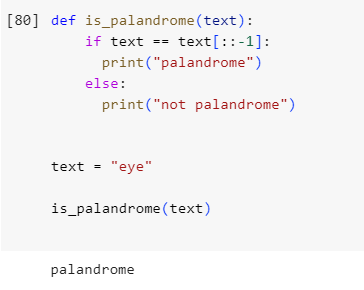 [80] def is_palandrome(text):
    if text == text[::-1]:
      print("palandrome")
    else:
      print("not palandrome")
text = "eye"
is_palandrome(text)
palandrome